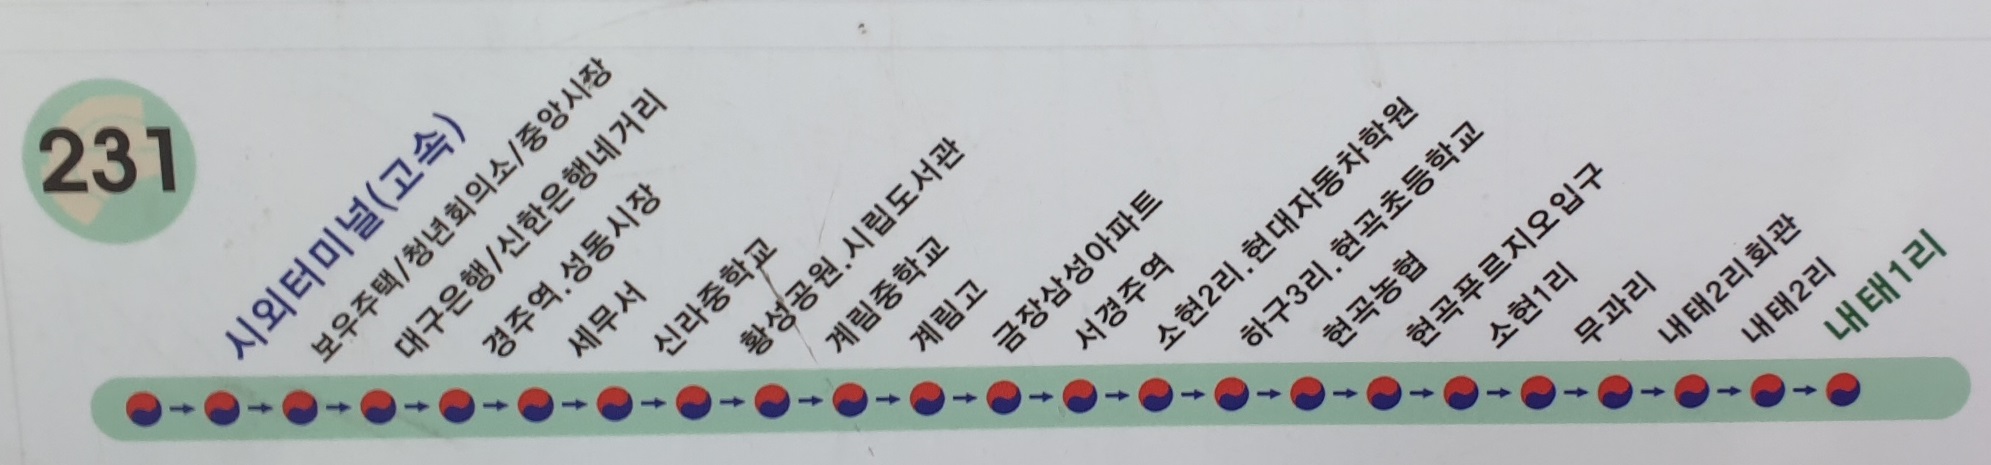 231
시외터미널(고속)
보우주택/청년회의소/중앙시장
대구은행/신한은행네거리
경주역.성동시장
세무서
신라중학교
황성공원.시립도서관
계림중학교
계림고
금장삼성아파트
서경주역
소현2리.현대자동차학원
하구3리.현곡초등학교
현곡농협
현곡푸르지오입구
소현1리
무과리
내태2리회관
내태2리
내태1리